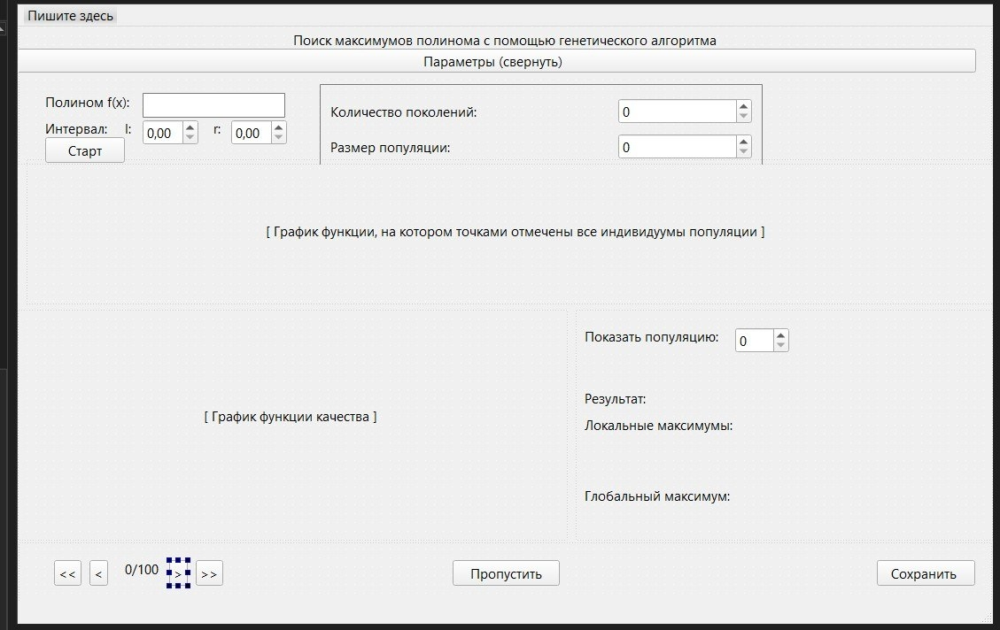 Пишите здесь
Поиск максимумов полинома с помощью генетического алгоритма
Параметры (свернуть)
Полином f(x):
Интервал: l: 0,00 r: 0,00
Старт
Количество поколений: 0
Размер популяции: 0
[ График функции, на котором точками отмечены все индивидуумы популяции ]
[ График функции качества ]
Показать популяцию: 0
Результат:
Локальные максимумы:
Глобальный максимум:
<< < 0/100 > >> Пропустить Сохранить